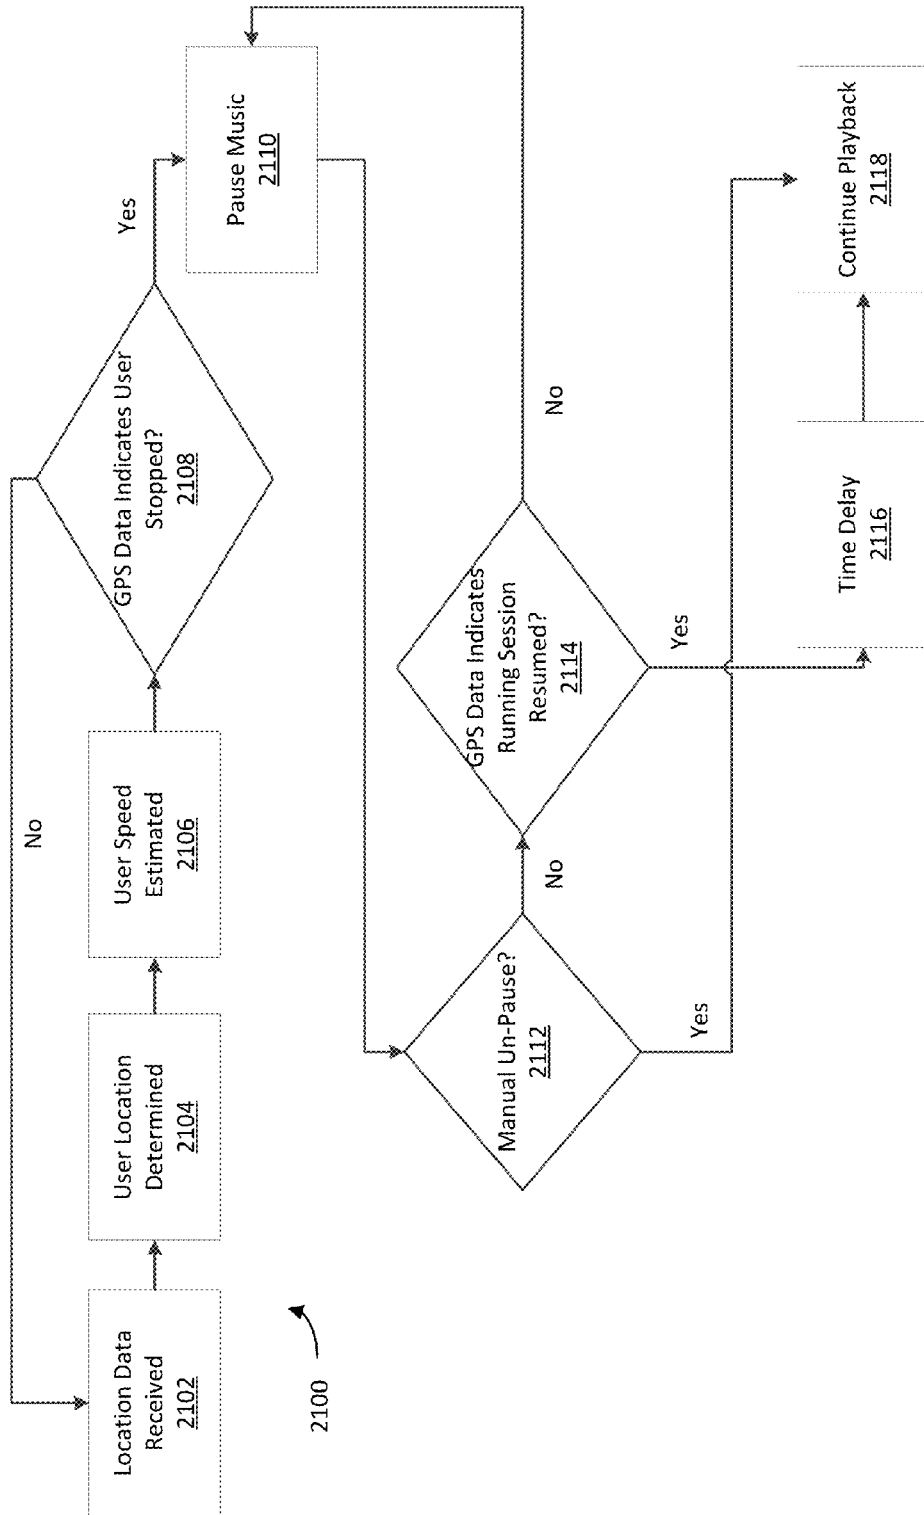 Location Data
Received
2102
User Location
Determined
2104
User Speed
Estimated
2106
GPS Data Indicates User
Stopped?
2108
No
Yes
Pause Music
2110
Manual Un-Pause?
2112
No
Yes
GPS Data Indicates
Running Session
Resumed?
2114
No
Yes
Time Delay
2116
Continue Playback
2118
2100